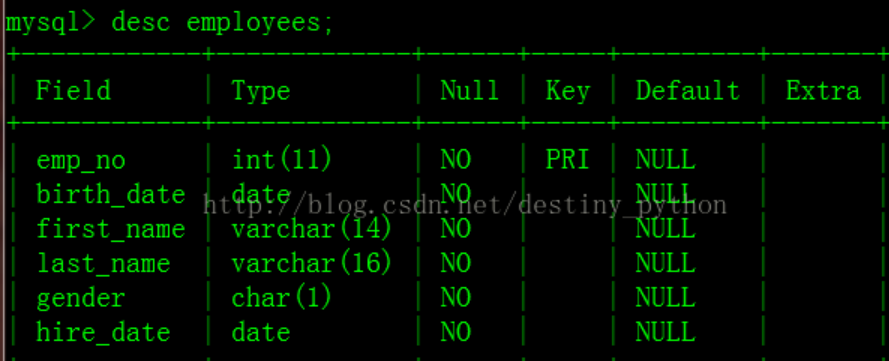 mysql> desc employees;
+-------------+-------------+------+-----+---------+-------+
| Field | Type | Null | Key | Default | Extra |
+-------------+-------------+------+-----+---------+-------+
| emp_no | int(11) | NO | PRI | NULL | |
| birth_date | date | NO | | NULL | |
http://blog.csdn.net/destiny_python
| first_name | varchar(14) | NO | | NULL | |
| last_name | varchar(16) | NO | | NULL | |
| gender | char(1) | NO | | NULL | |
| hire_date | date | NO | | NULL | |